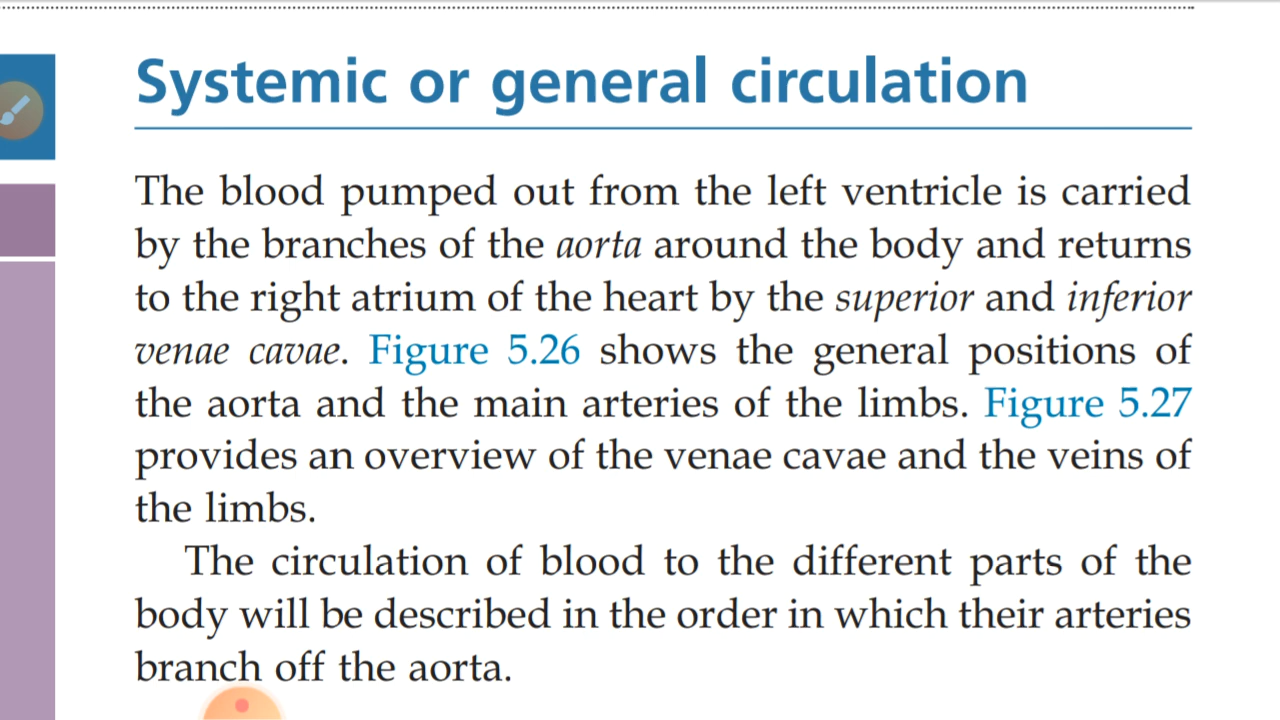 Systemic or general circulation
The blood pumped out from the left ventricle is carried
by the branches of the aorta around the body and returns
to the right atrium of the heart by the superior and inferior
venae cavae. Figure 5.26 shows the general positions of
the aorta and the main arteries of the limbs. Figure 5.27
provides an overview of the venae cavae and the veins of
the limbs.
The circulation of blood to the different parts of the
body will be described in the order in which their arteries
branch off the aorta.